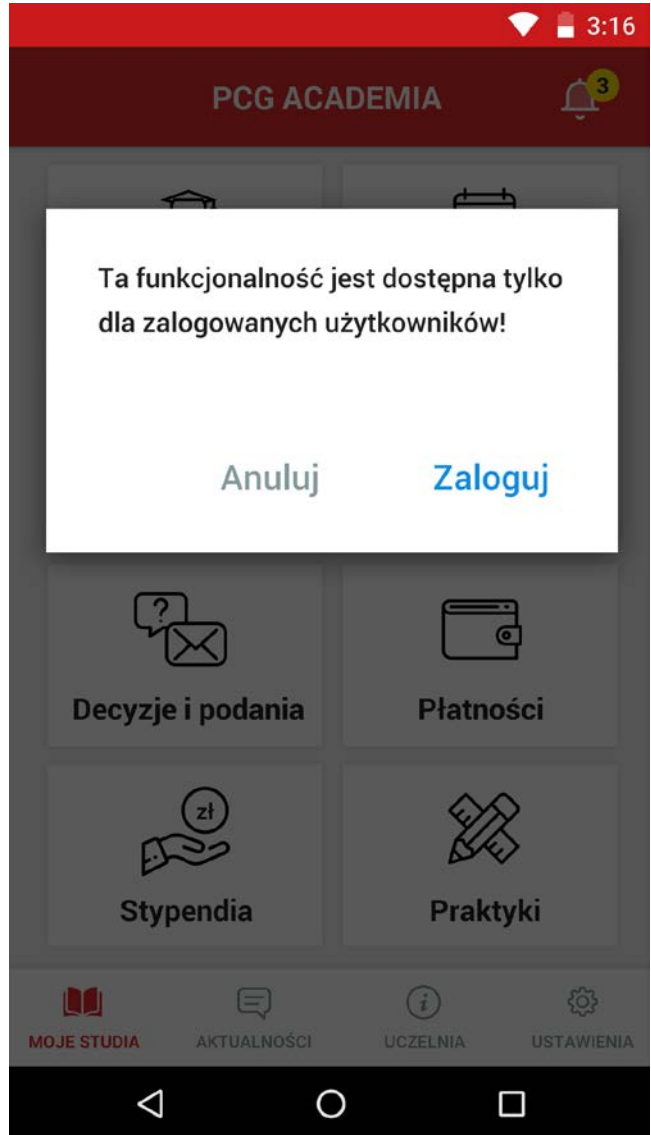 3:16
PCG ACADEMIA
3
Ta funkcjonalność jest dostępna tylko
dla zalogowanych użytkowników!
Anuluj Zaloguj
?
Decyzje i podania Płatności
zł
Stypendia Praktyki
i
MOJE STUDIA AKTUALNOŚCI UCZELNIA USTAWIENIA